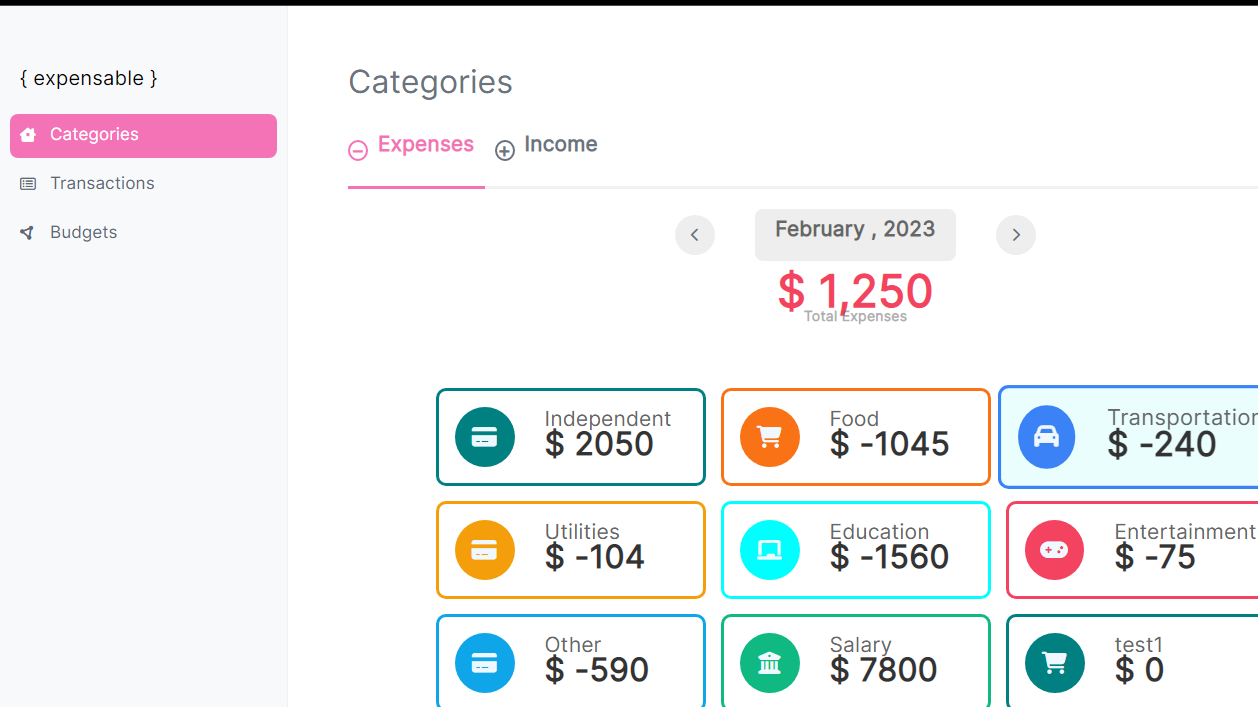 { expensable }
Categories
Transactions
Budgets
Categories
Expenses
Income
February , 2023
$ 1,250
Total Expenses
Independent
$ 2050
Food
$ -1045
Transportation
$ -240
Utilities
$ -104
Education
$ -1560
Entertainment
$ -75
Other
$ -590
Salary
$ 7800
test1
$ 0